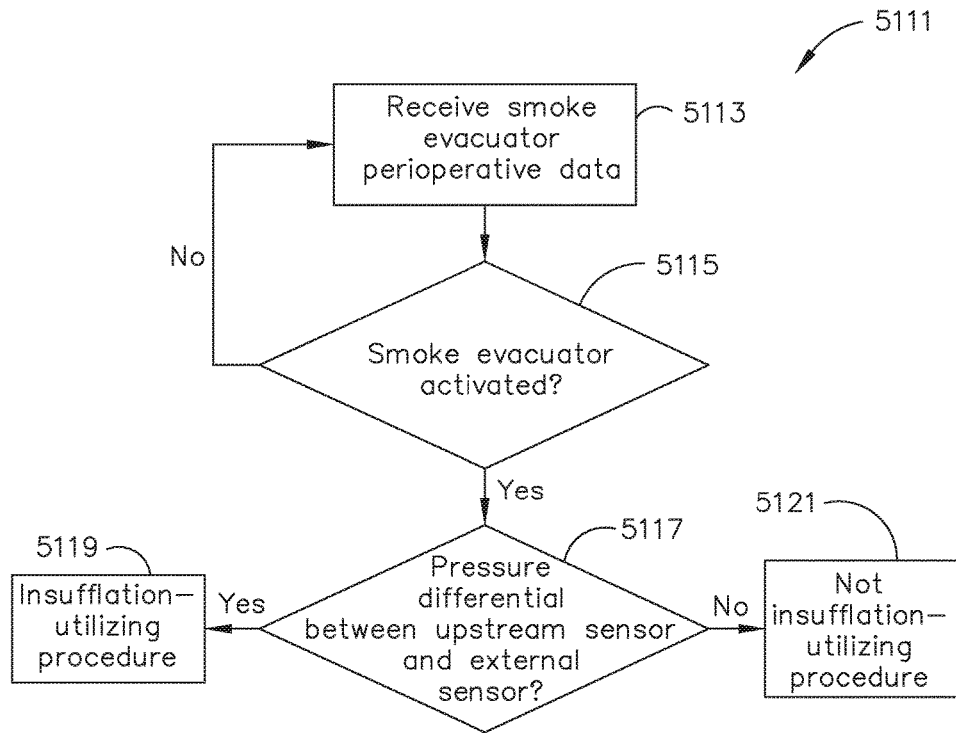 5111
Receive smoke
evacuator
perioperative data
5113
No
5115
Smoke evacuator
activated?
Yes
5117
5121
5119
Insufflation-
utilizing
procedure
Yes
Pressure
differential
between upstream sensor
and external
sensor?
No
Not
insufflation-
utilizing
procedure